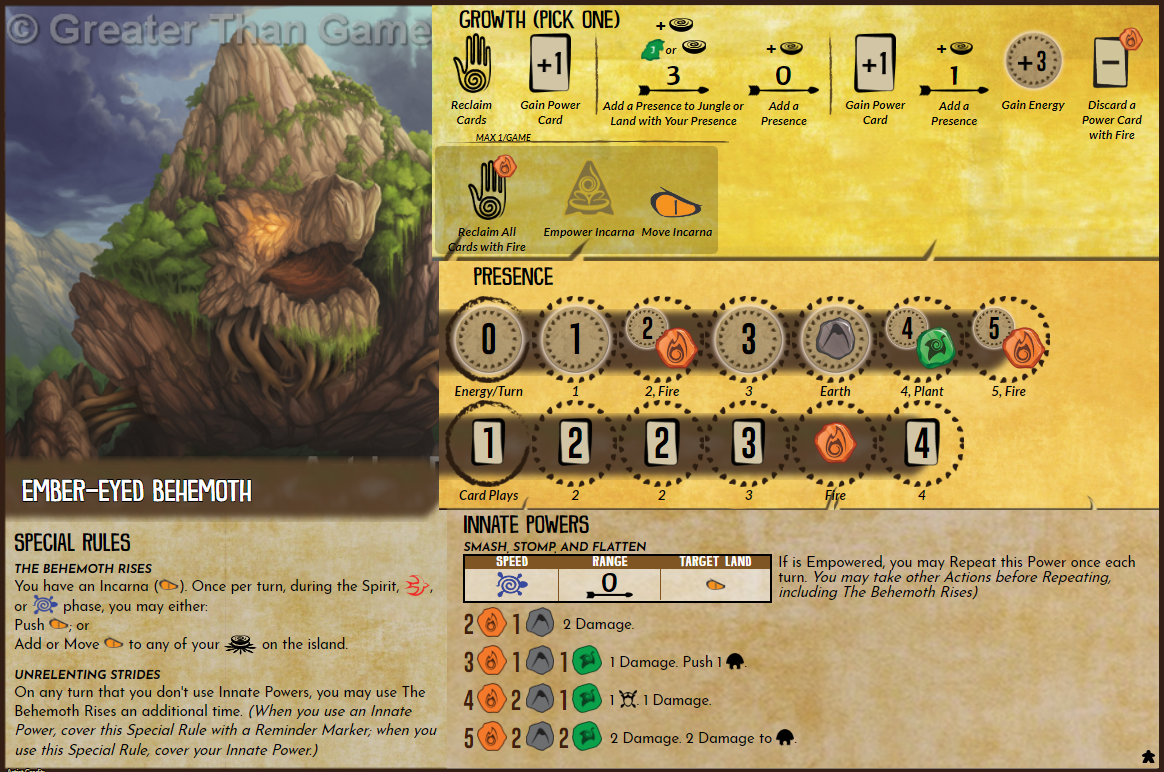 © Greater Than Game
GROWTH (PICK ONE)
Reclaim
Cards
+1
Gain Power
Card
+
1 or
3
Add a Presence to Jungle or
Land with Your Presence
+
0
Add a
Presence
+1
Gain Power
Card
+
1
Add a
Presence
+3
Gain Energy
−
Discard a
Power Card
with Fire
MAX 1/GAME
Reclaim All
Cards with Fire
Empower Incarna
1
Move Incarna
PRESENCE
0 1 2 3 4 5
Energy/Turn 1 2, Fire 3 Earth 4, Plant 5, Fire
1 2 2 3 4
Card Plays 2 2 3 Fire 4
EMBER-EYED BEHEMOTH
SPECIAL RULES
THE BEHEMOTH RISES
You have an Incarna ( ). Once per turn, during the Spirit, ,
or phase, you may either:
Push ; or
Add or Move to any of your on the island.
UNRELENTING STRIDES
On any turn that you don't use Innate Powers, you may use The
Behemoth Rises an additional time. (When you use an Innate
Power, cover this Special Rule with a Reminder Marker; when you
use this Special Rule, cover your Innate Power.)
INNATE POWERS
SMASH, STOMP, AND FLATTEN
SPEED RANGE TARGET LAND
0
If is Empowered, you may Repeat this Power once each
turn. You may take other Actions before Repeating,
including The Behemoth Rises)
2 1 2 Damage.
3 1 1 1 Damage. Push 1 .
4 2 1 1 . 1 Damage.
5 2 2 2 Damage. 2 Damage to .